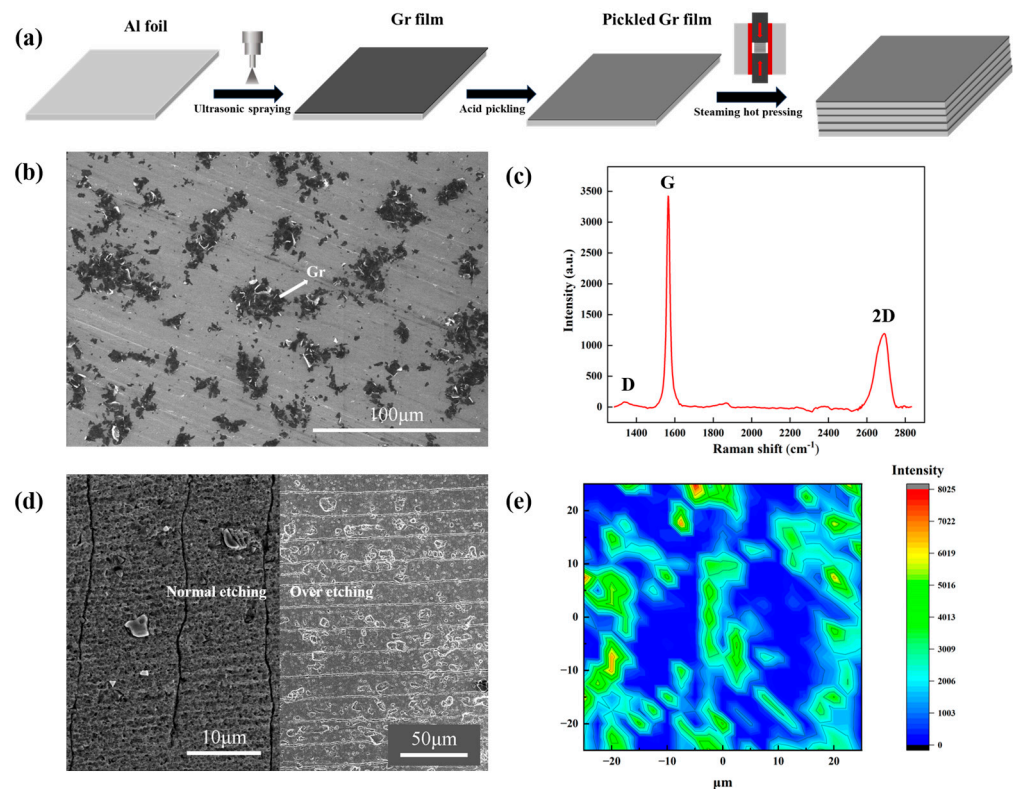 (a)
Al foil
Gr film
Pickled Gr film
Ultrasonic spraying
Acid pickling
Steaming hot pressing
(b)
Gr
100μm
(c)
G
D
2D
Intensity (a.u.)
3500
3000
2500
2000
1500
1000
500
0
1400
1600
1800
2000
2200
2400
2600
2800
Raman shift (cm⁻¹)
(d)
Normal etching
Over etching
10μm
50μm
(e)
20
10
0
−10
−20
−20
−10
0
10
20
μm
Intensity
8025
7022
6019
5016
4013
3009
2006
1003
0